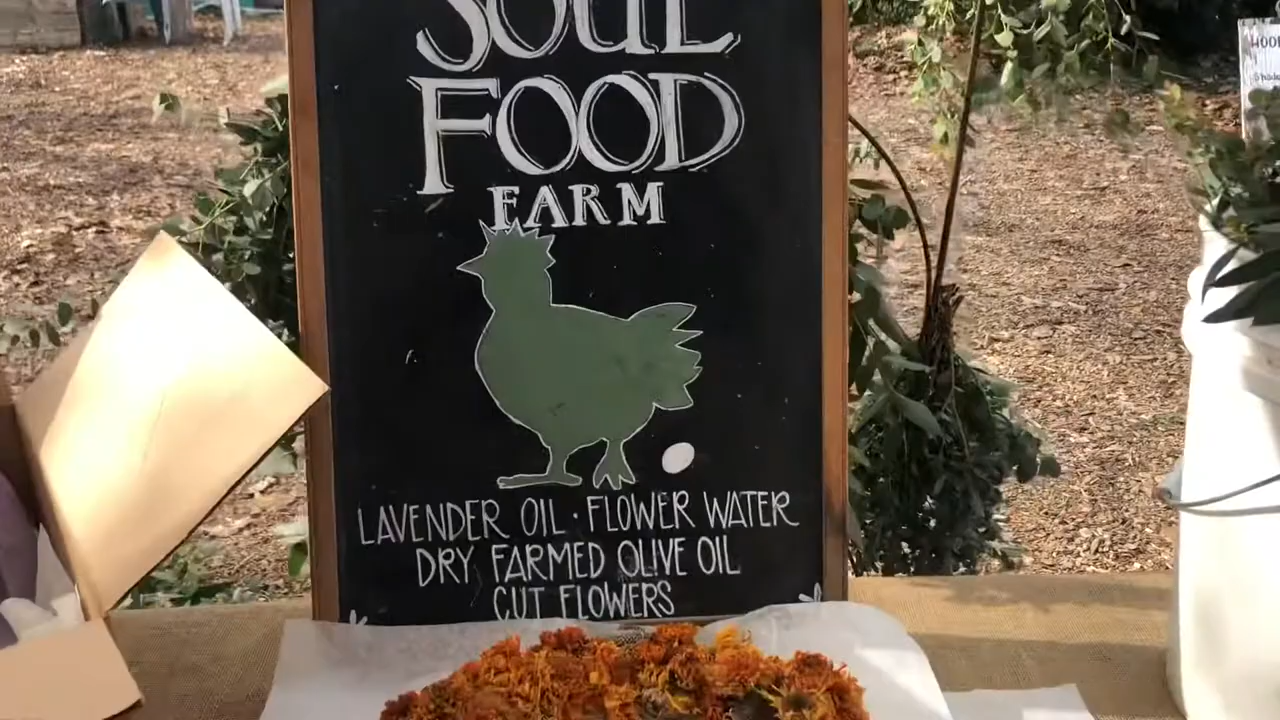 SOUL
FOOD
FARM
LAVENDER OIL · FLOWER WATER
DRY FARMED OLIVE OIL
CUT FLOWERS